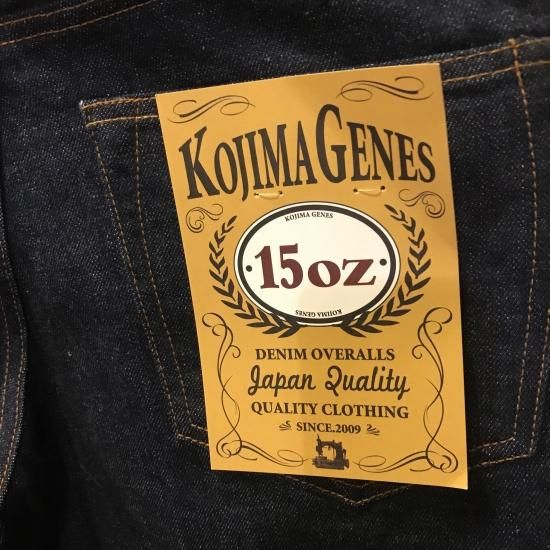 KOJIMA GENES
KOJIMA GENES
15oz
KOJIMA GENES
DENIM OVERALLS
Japan Quality
QUALITY CLOTHING
SINCE.2009